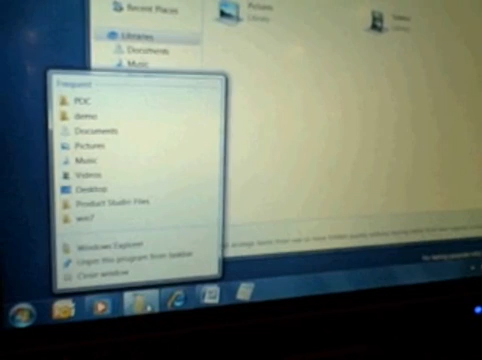 Recent Places
Pictures
Library
Videos
Library
Libraries
Documents
Music
Frequent
PDC
demo
Documents
Pictures
Music
Videos
Desktop
Product Studio Files
win7
Windows Explorer
Unpin this program from taskbar
Close window